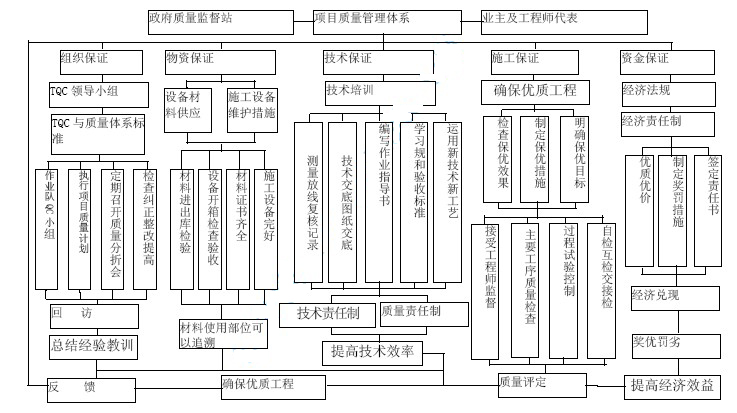 政府质量监督站
项目质量管理体系
业主及工程师代表
组织保证
物资保证
技术保证
施工保证
资金保证
TQC 领导小组
设备材
料供应
施工设备
维护措施
技术培训
确保优质工程
经济法规
TQC 与质量体系标
准
经济责任制
作业队 QC 小组
执行项目质量计划
定期召开质量分折会
检查纠正整改提高
材料进出库检验
设备开箱检查验收
材料证书齐全
施工设备完好
测量放线复核记录
技术交底图纸交底
编写作业指导书
学习规和验收标准
运用新技术新工艺
检查保优效果
制定保优措施
明确保优目标
优质优价
制定奖罚措施
签定责任书
接受工程师监督
主要工序质量检查
过程试验控制
自检互检交接检
回 访
材料使用部位可
以追溯
技术责任制
质量责任制
经济兑现
总结经验教训
提高技术效率
奖优罚劣
反 馈
确保优质工程
质量评定
提高经济效益